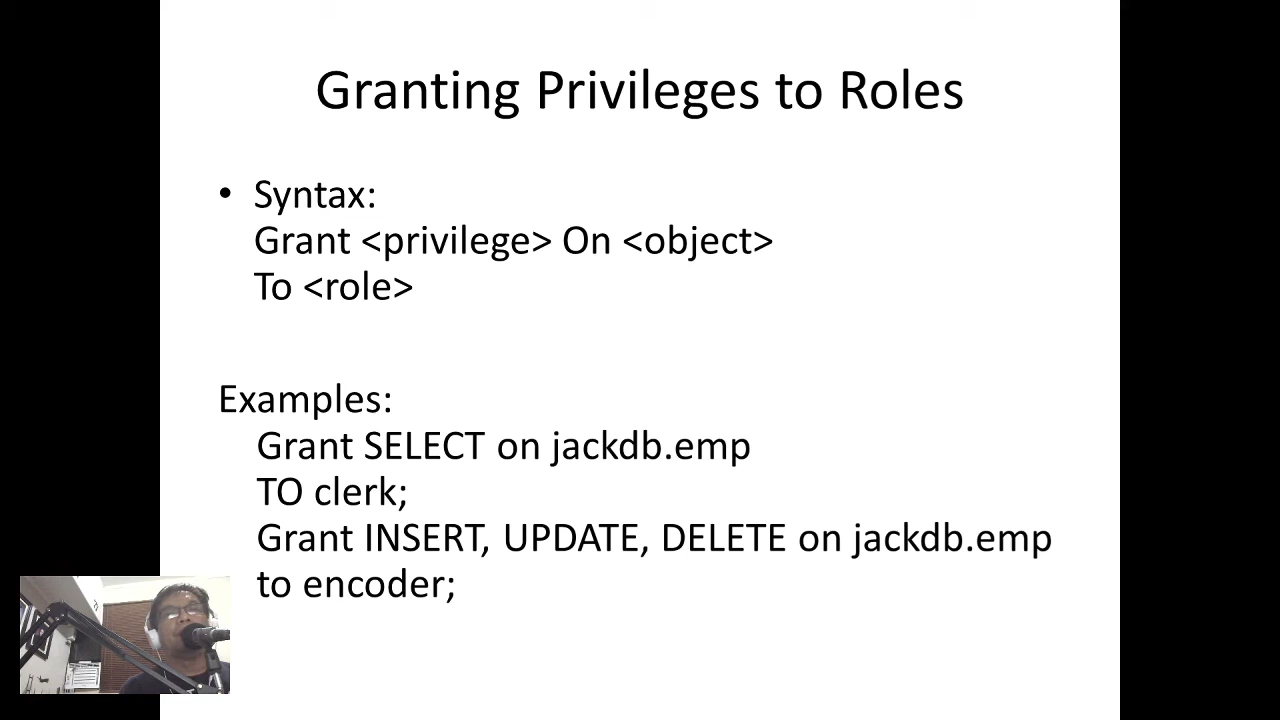 Granting Privileges to Roles
• Syntax:
Grant <privilege> On <object>
To <role>
Examples:
Grant SELECT on jackdb.emp
TO clerk;
Grant INSERT, UPDATE, DELETE on jackdb.emp
to encoder;